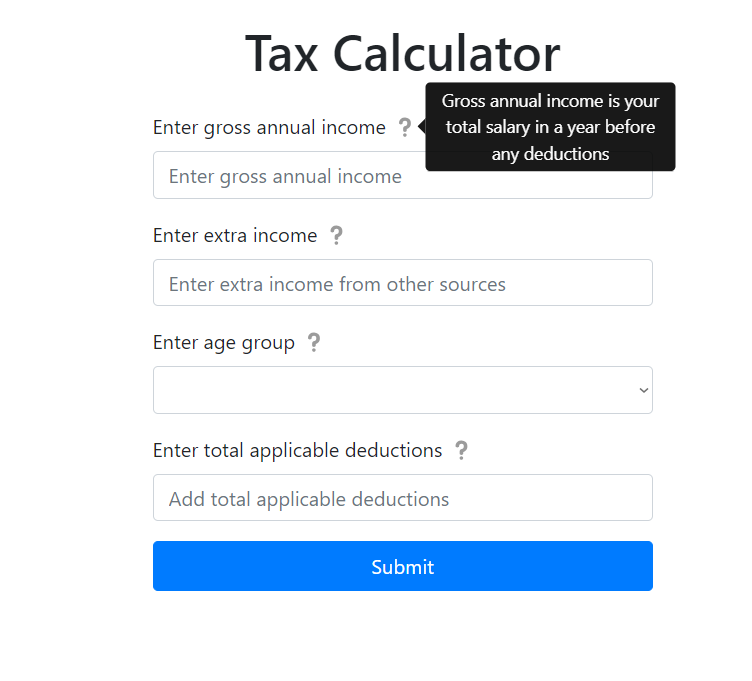 Tax Calculator
Enter gross annual income ?
Gross annual income is your
total salary in a year before
any deductions
Enter gross annual income
Enter extra income ?
Enter extra income from other sources
Enter age group ?
Enter total applicable deductions ?
Add total applicable deductions
Submit